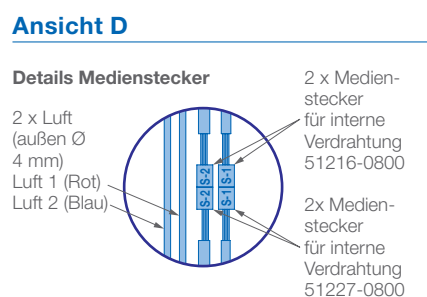 Ansicht D
Details Medienstecker
2 x Luft
(außen Ø
4 mm)
Luft 1 (Rot)
Luft 2 (Blau)
S-2
S-1
S-2
S-1
2 x Medien-
stecker
für interne
Verdrahtung
51216-0800
2x Medien-
stecker
für interne
Verdrahtung
51227-0800